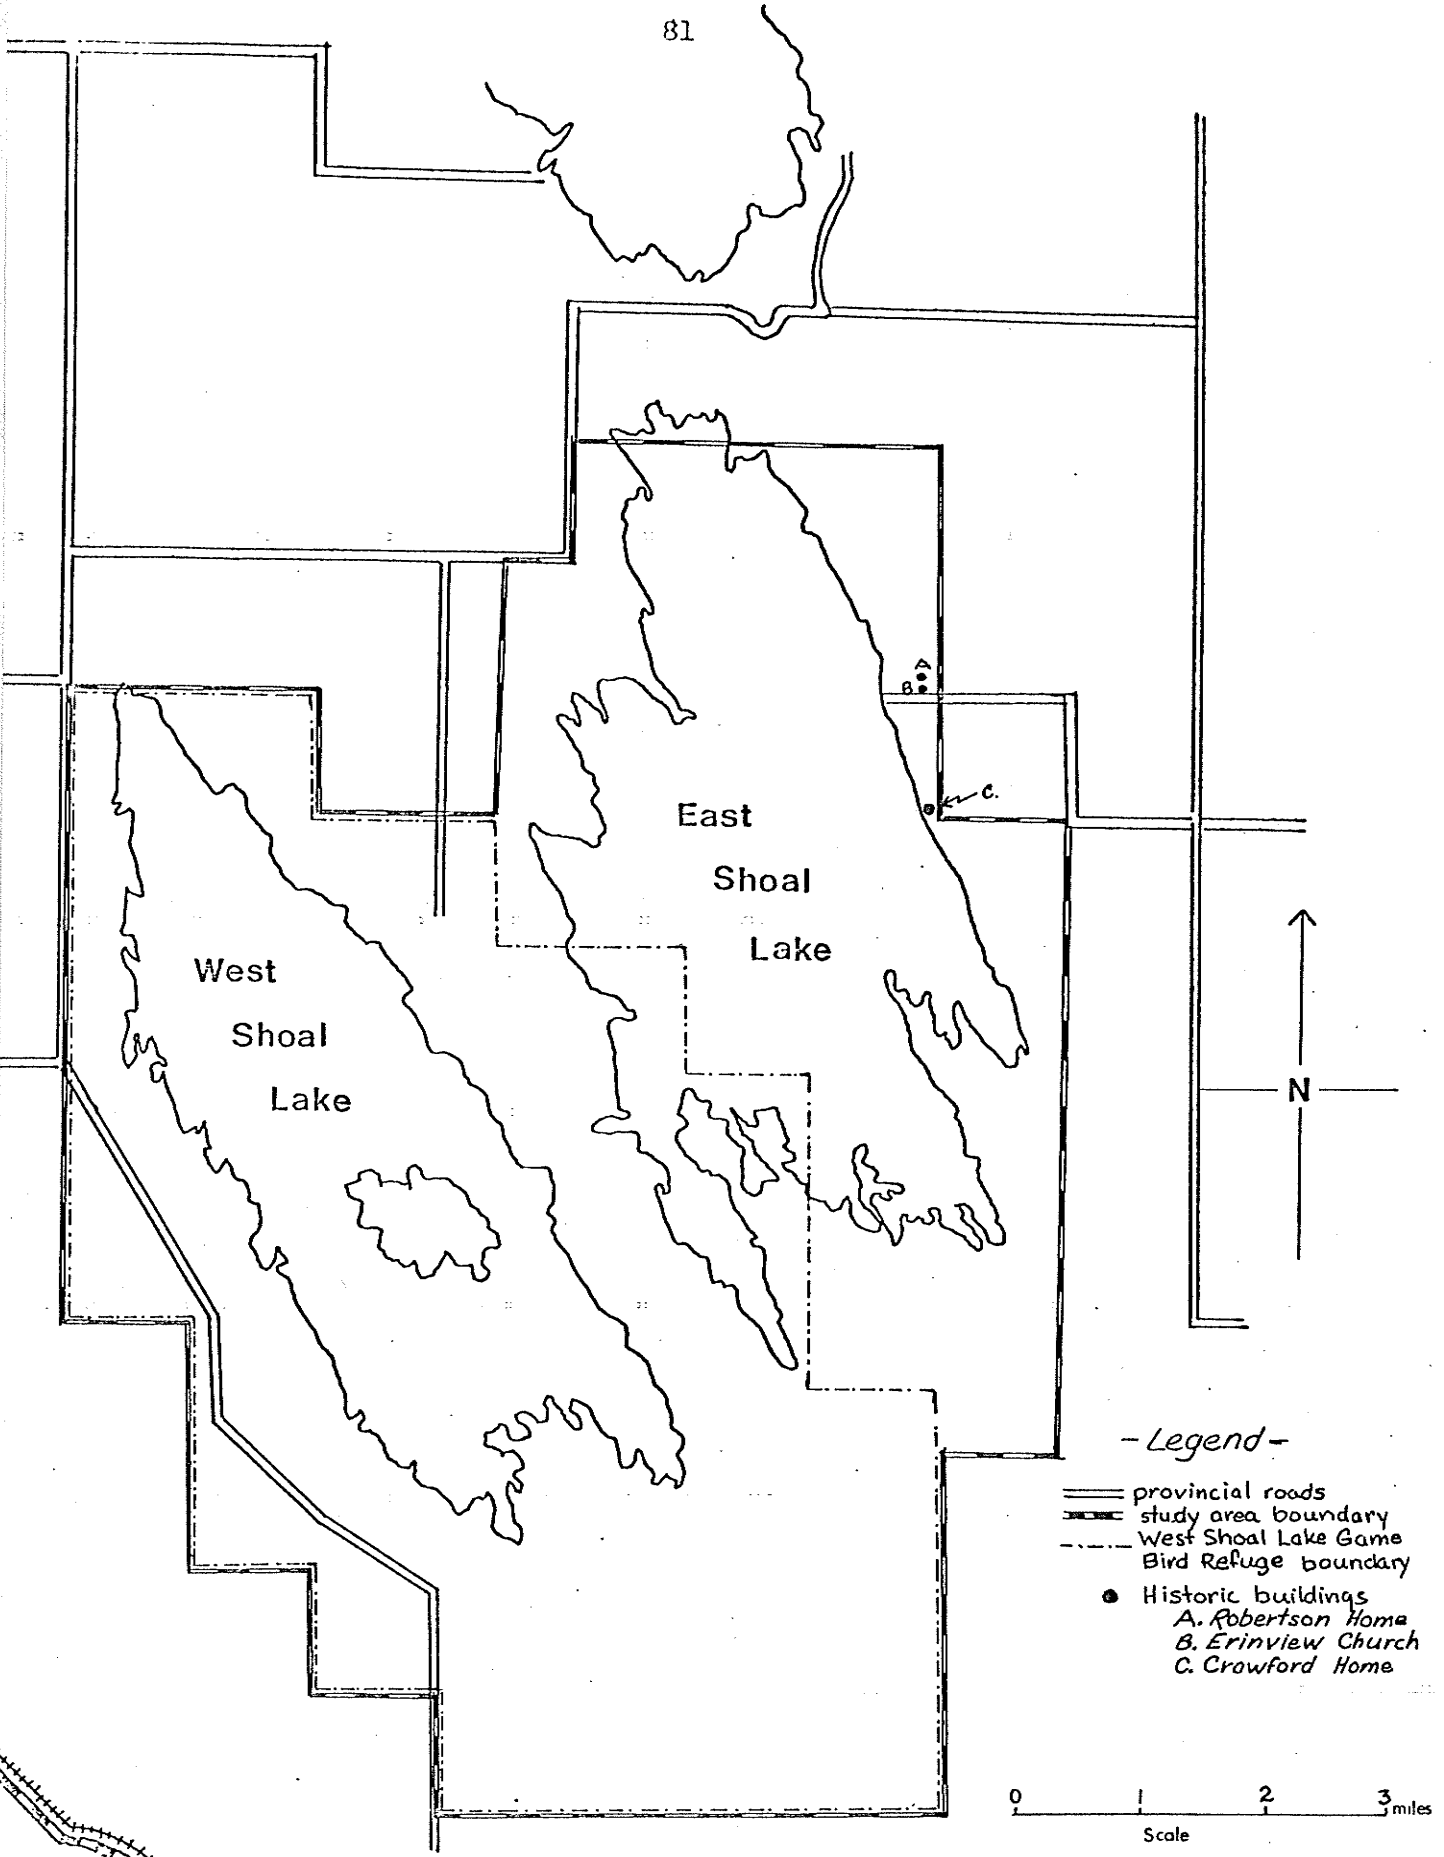 81
A
B
C.
East
Shoal
Lake
West
Shoal
Lake
N
- Legend -
provincial roads
study area boundary
West Shoal Lake Game
Bird Refuge boundary
Historic buildings
A. Robertson Home
B. Erinview Church
C. Crawford Home
0 1 2 3 miles
Scale